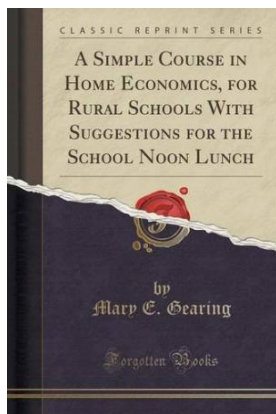 CLASSIC REPRINT SERIES
A SIMPLE COURSE IN
HOME ECONOMICS, FOR
RURAL SCHOOLS WITH
SUGGESTIONS FOR THE
SCHOOL NOON LUNCH
by
Mary E. Gearing
Forgotten Books